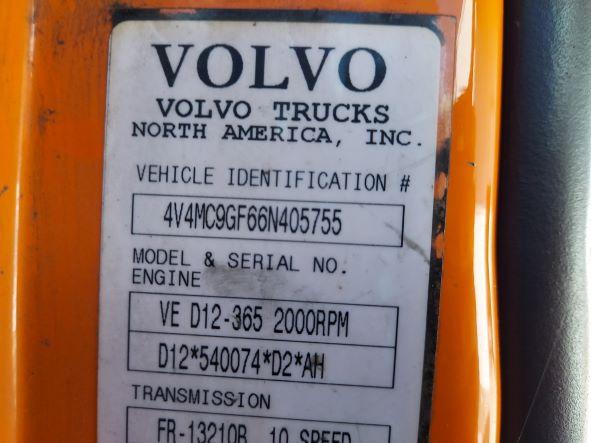 VOLVO
VOLVO TRUCKS
NORTH AMERICA, INC.
VEHICLE IDENTIFICATION #
4V4MC9GF66N405755
MODEL & SERIAL NO.
ENGINE
VE D12-365 2000RPM
D12*540074*D2*AH
TRANSMISSION
FR-13210B 10 SPEED